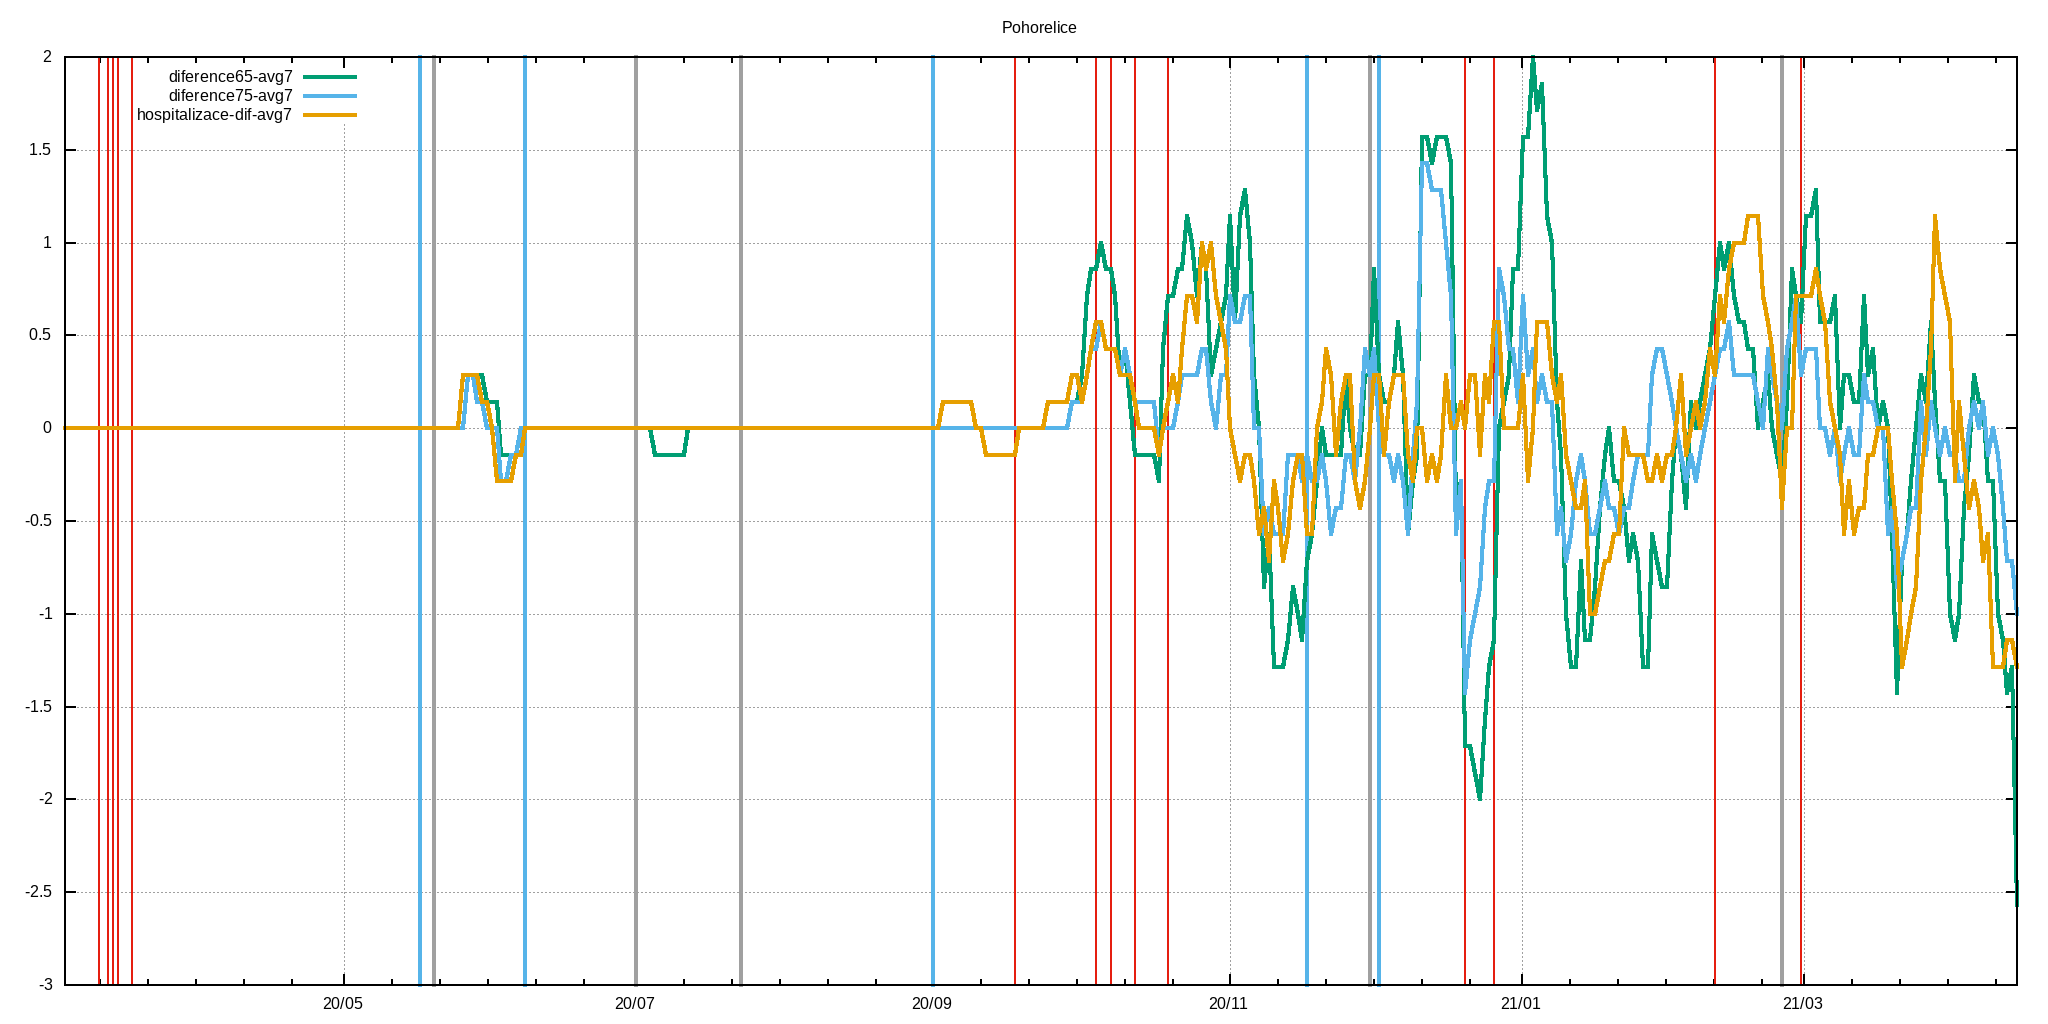 Pohorelice
diference65-avg7
diference75-avg7
hospitalizace-dif-avg7
2
1.5
1
0.5
0
-0.5
-1
-1.5
-2
-2.5
-3
20/05 20/07 20/09 20/11 21/01 21/03